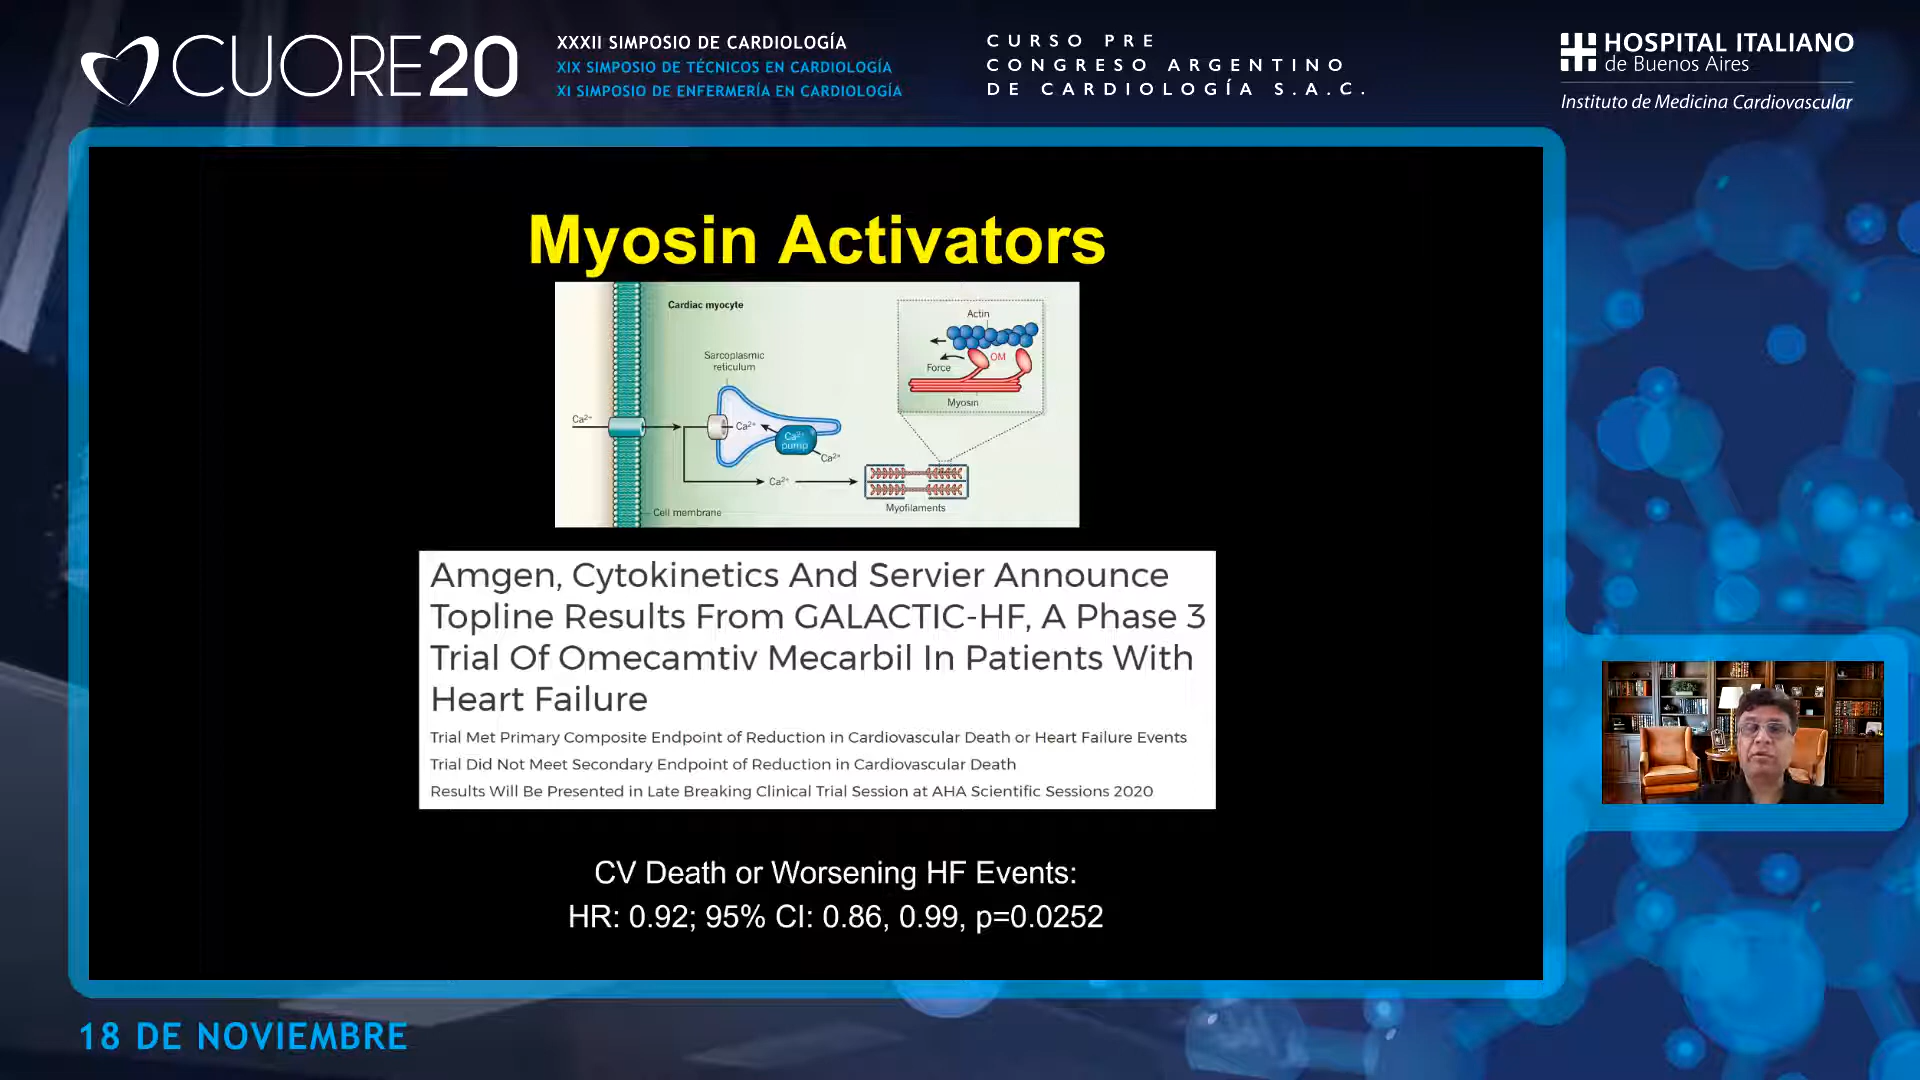 CUORE20
XXXII SIMPOSIO DE CARDIOLOGÍA
XIX SIMPOSIO DE TÉCNICOS EN CARDIOLOGÍA
XI SIMPOSIO DE ENFERMERÍA EN CARDIOLOGÍA
CURSO PRE
CONGRESO ARGENTINO
DE CARDIOLOGÍA S.A.C.
HOSPITAL ITALIANO
de Buenos Aires
Instituto de Medicina Cardiovascular
Myosin Activators
Cardiac myocyte
Actin
OM
Force
Myosin
Sarcoplasmic
reticulum
Ca²⁺
Ca²⁺
Ca²⁺
pump
Ca²⁺
Ca²⁺
Myofilaments
Cell membrane
Amgen, Cytokinetics And Servier Announce
Topline Results From GALACTIC-HF, A Phase 3
Trial Of Omecamtiv Mecarbil In Patients With
Heart Failure
Trial Met Primary Composite Endpoint of Reduction in Cardiovascular Death or Heart Failure Events
Trial Did Not Meet Secondary Endpoint of Reduction in Cardiovascular Death
Results Will Be Presented in Late Breaking Clinical Trial Session at AHA Scientific Sessions 2020
CV Death or Worsening HF Events:
HR: 0.92; 95% CI: 0.86, 0.99, p=0.0252
18 DE NOVIEMBRE